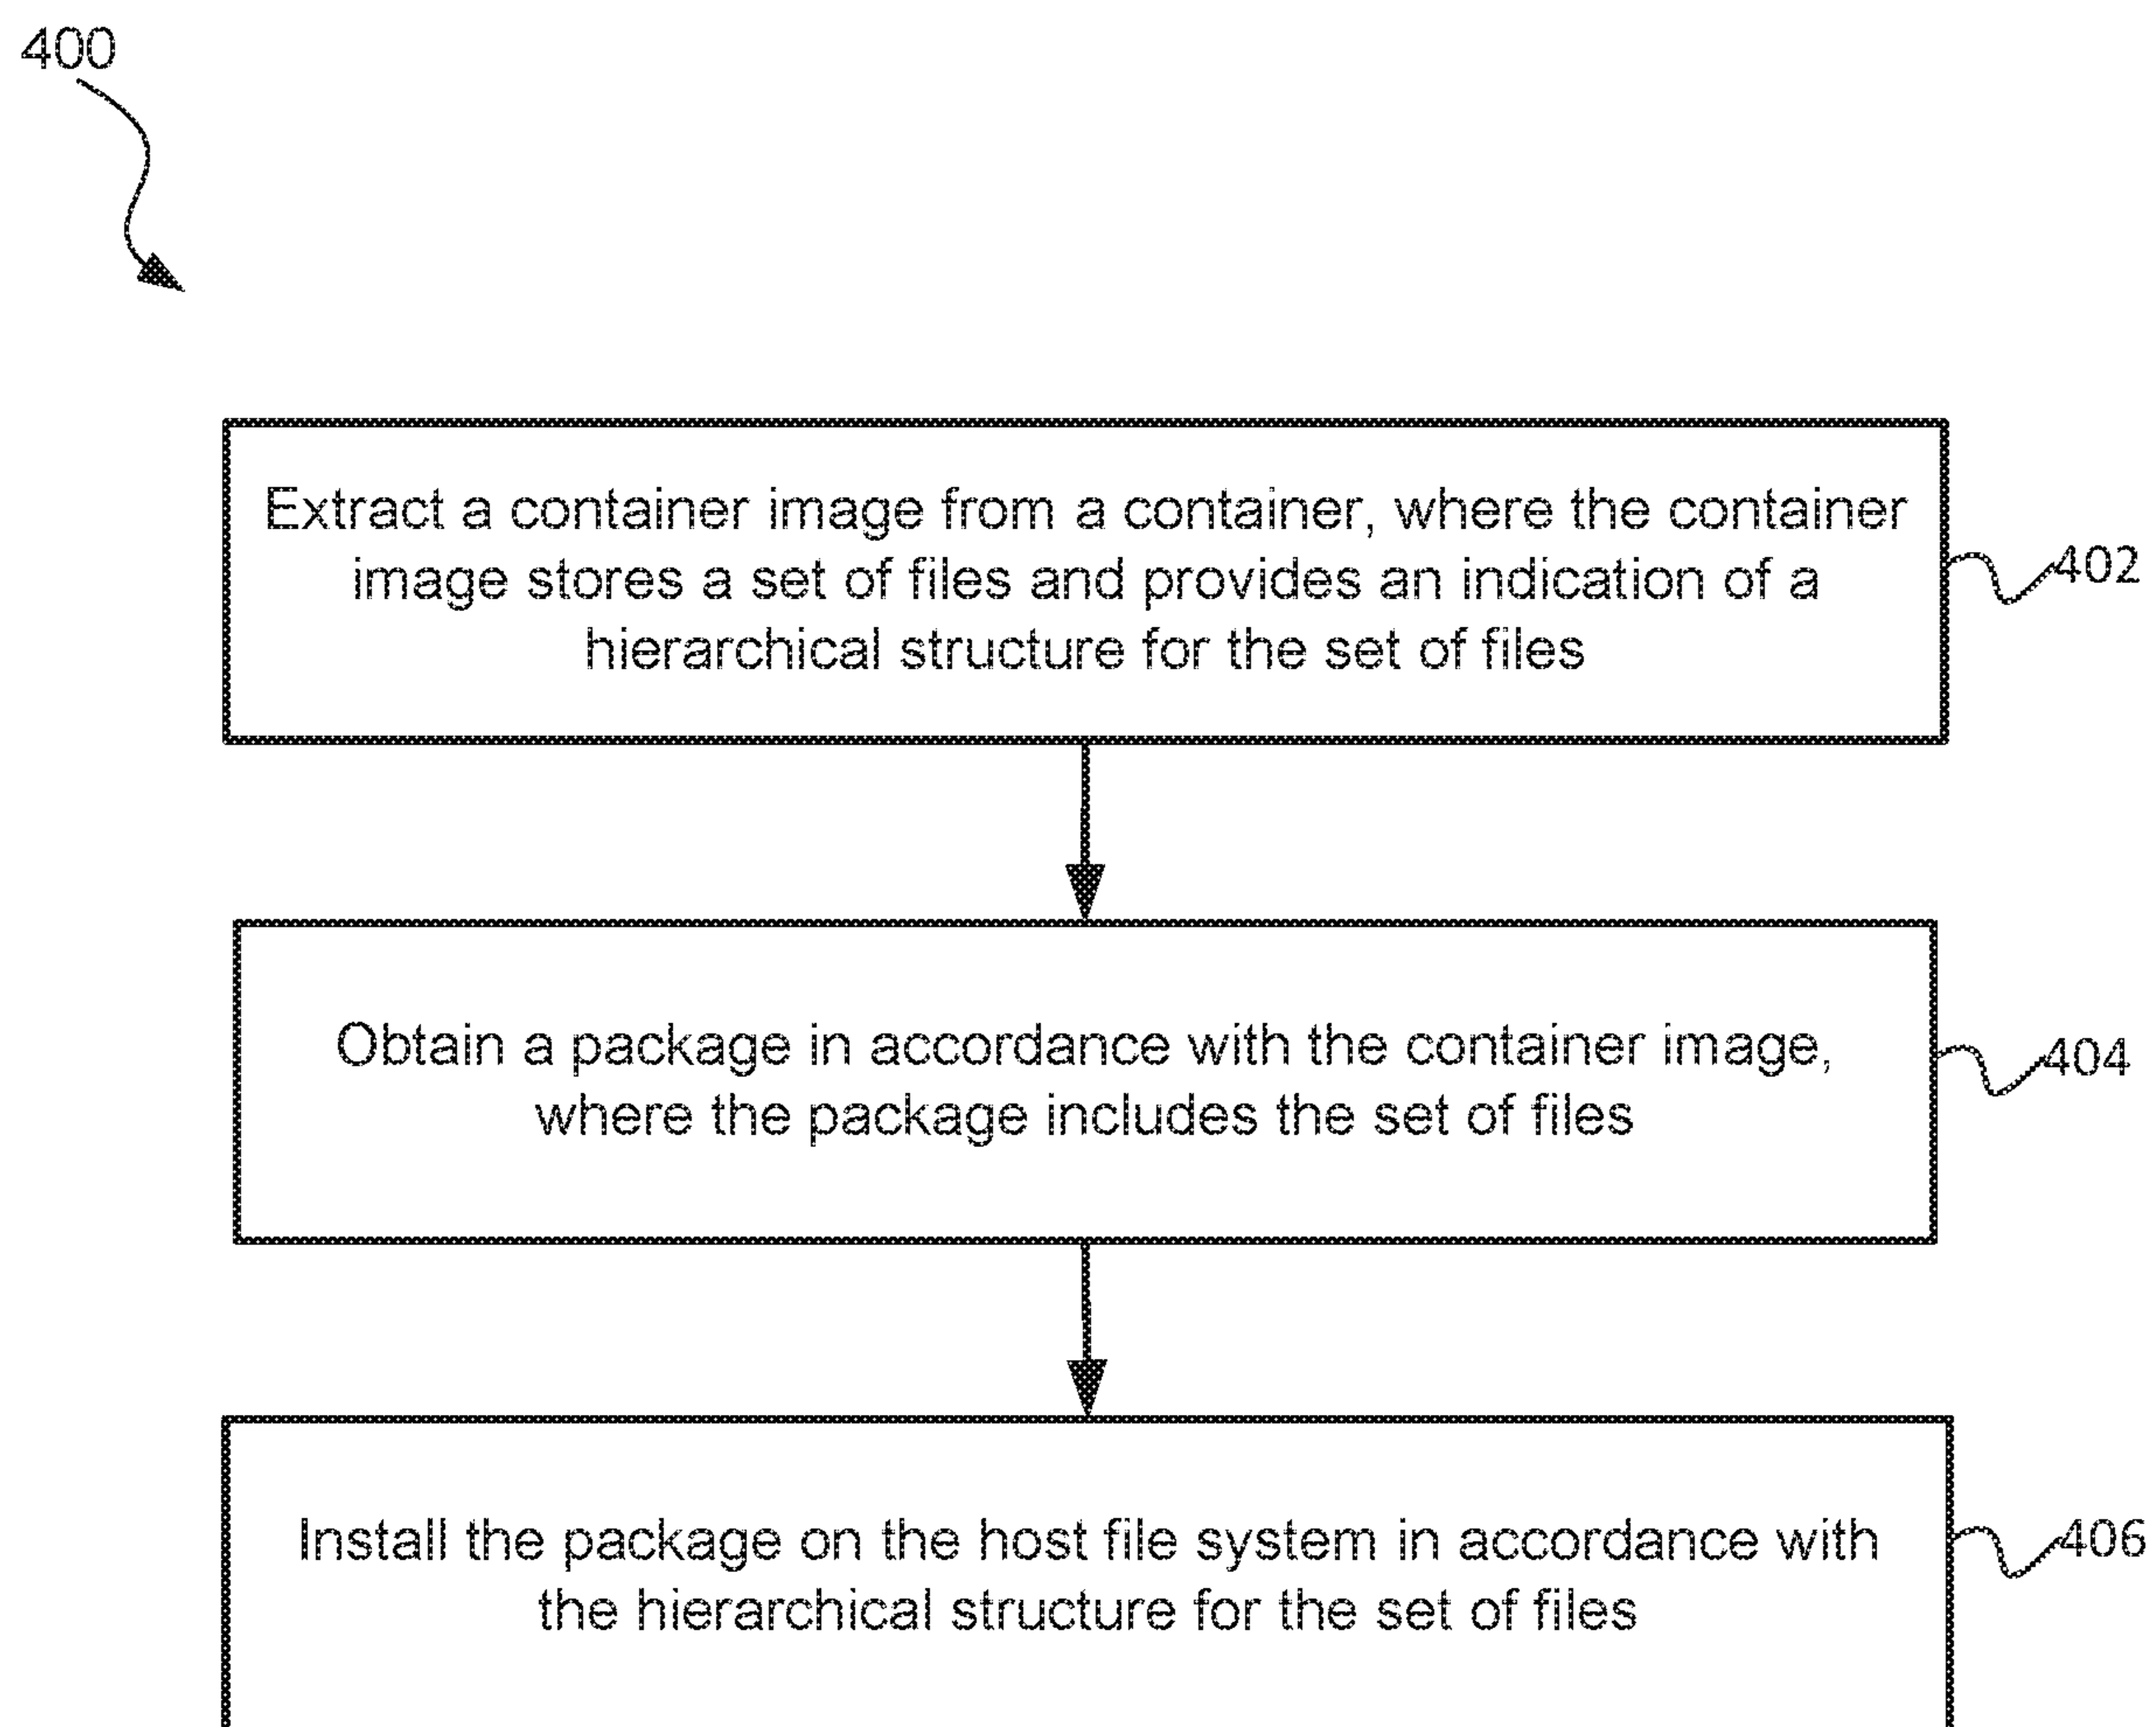 400
Extract a container image from a container, where the container
image stores a set of files and provides an indication of a
hierarchical structure for the set of files
402
Obtain a package in accordance with the container image,
where the package includes the set of files
404
Install the package on the host file system in accordance with
the hierarchical structure for the set of files
406